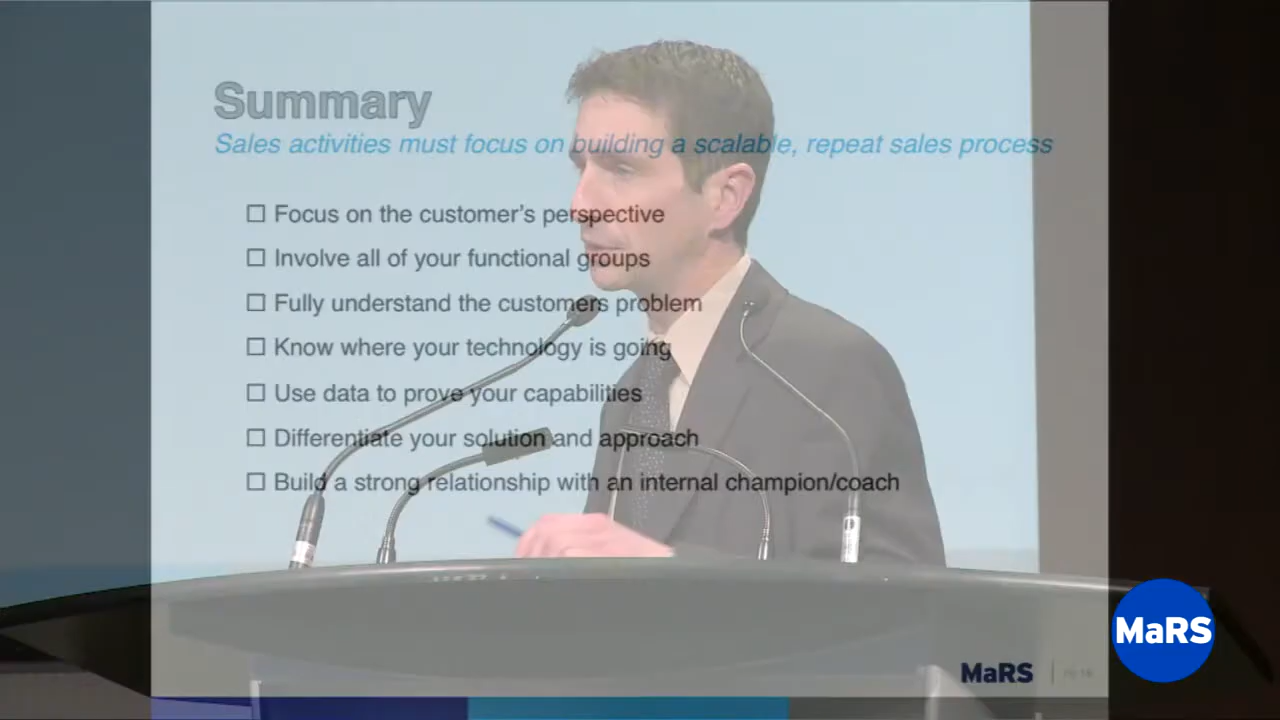 Summary
Sales activities must focus on building a scalable, repeat sales process
☐ Focus on the customer's perspective
☐ Involve all of your functional groups
☐ Fully understand the customers problem
☐ Know where your technology is going
☐ Use data to prove your capabilities
☐ Differentiate your solution and approach
☐ Build a strong relationship with an internal champion/coach
MaRS
MaRS